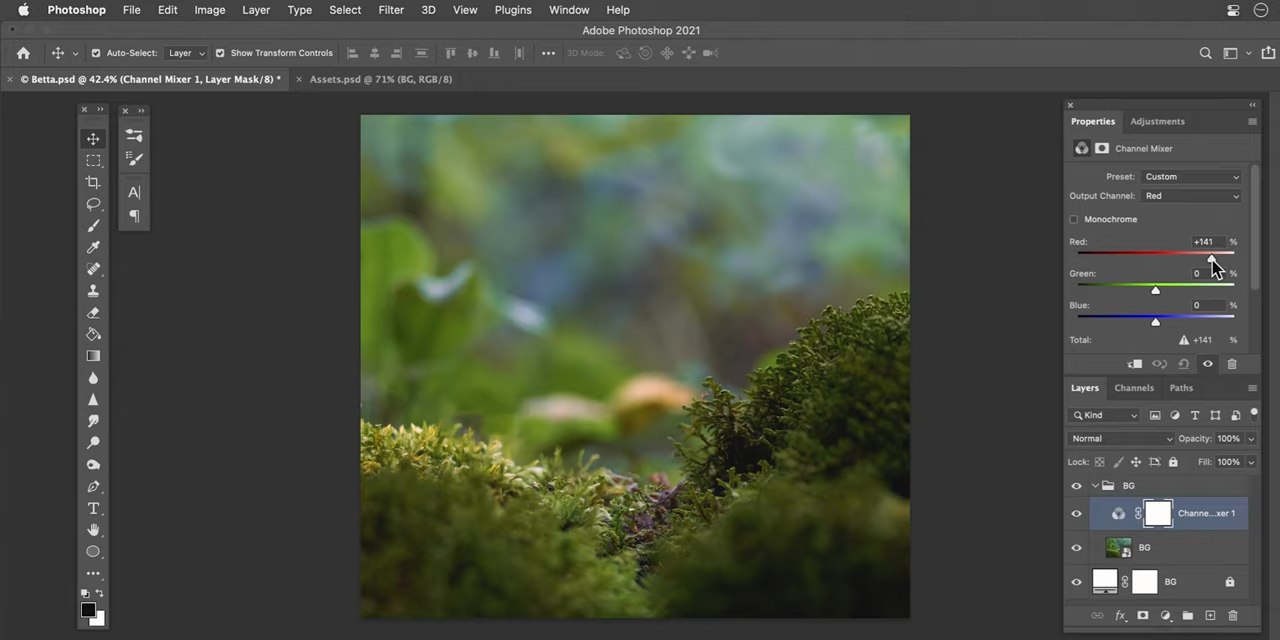 Photoshop File Edit Image Layer Type Select Filter 3D View Plugins Window Help
Adobe Photoshop 2021
Auto-Select: Layer Show Transform Controls 3D Mode:
© Betta.psd @ 42.4% (Channel Mixer 1, Layer Mask/8) * Assets.psd @ 71% (BG, RGB/8)
Properties Adjustments
Channel Mixer
Preset: Custom
Output Channel: Red
Monochrome
Red: +141 %
Green: 0 %
Blue: 0 %
Total: +141 %
Layers Channels Paths
Kind
Normal Opacity: 100%
Lock: Fill: 100%
BG
Channe...xer 1
BG
BG